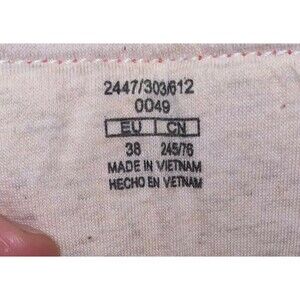 2447/303/612
0049
EU CN
38 245/76
MADE IN VIETNAM
HECHO EN VIETNAM